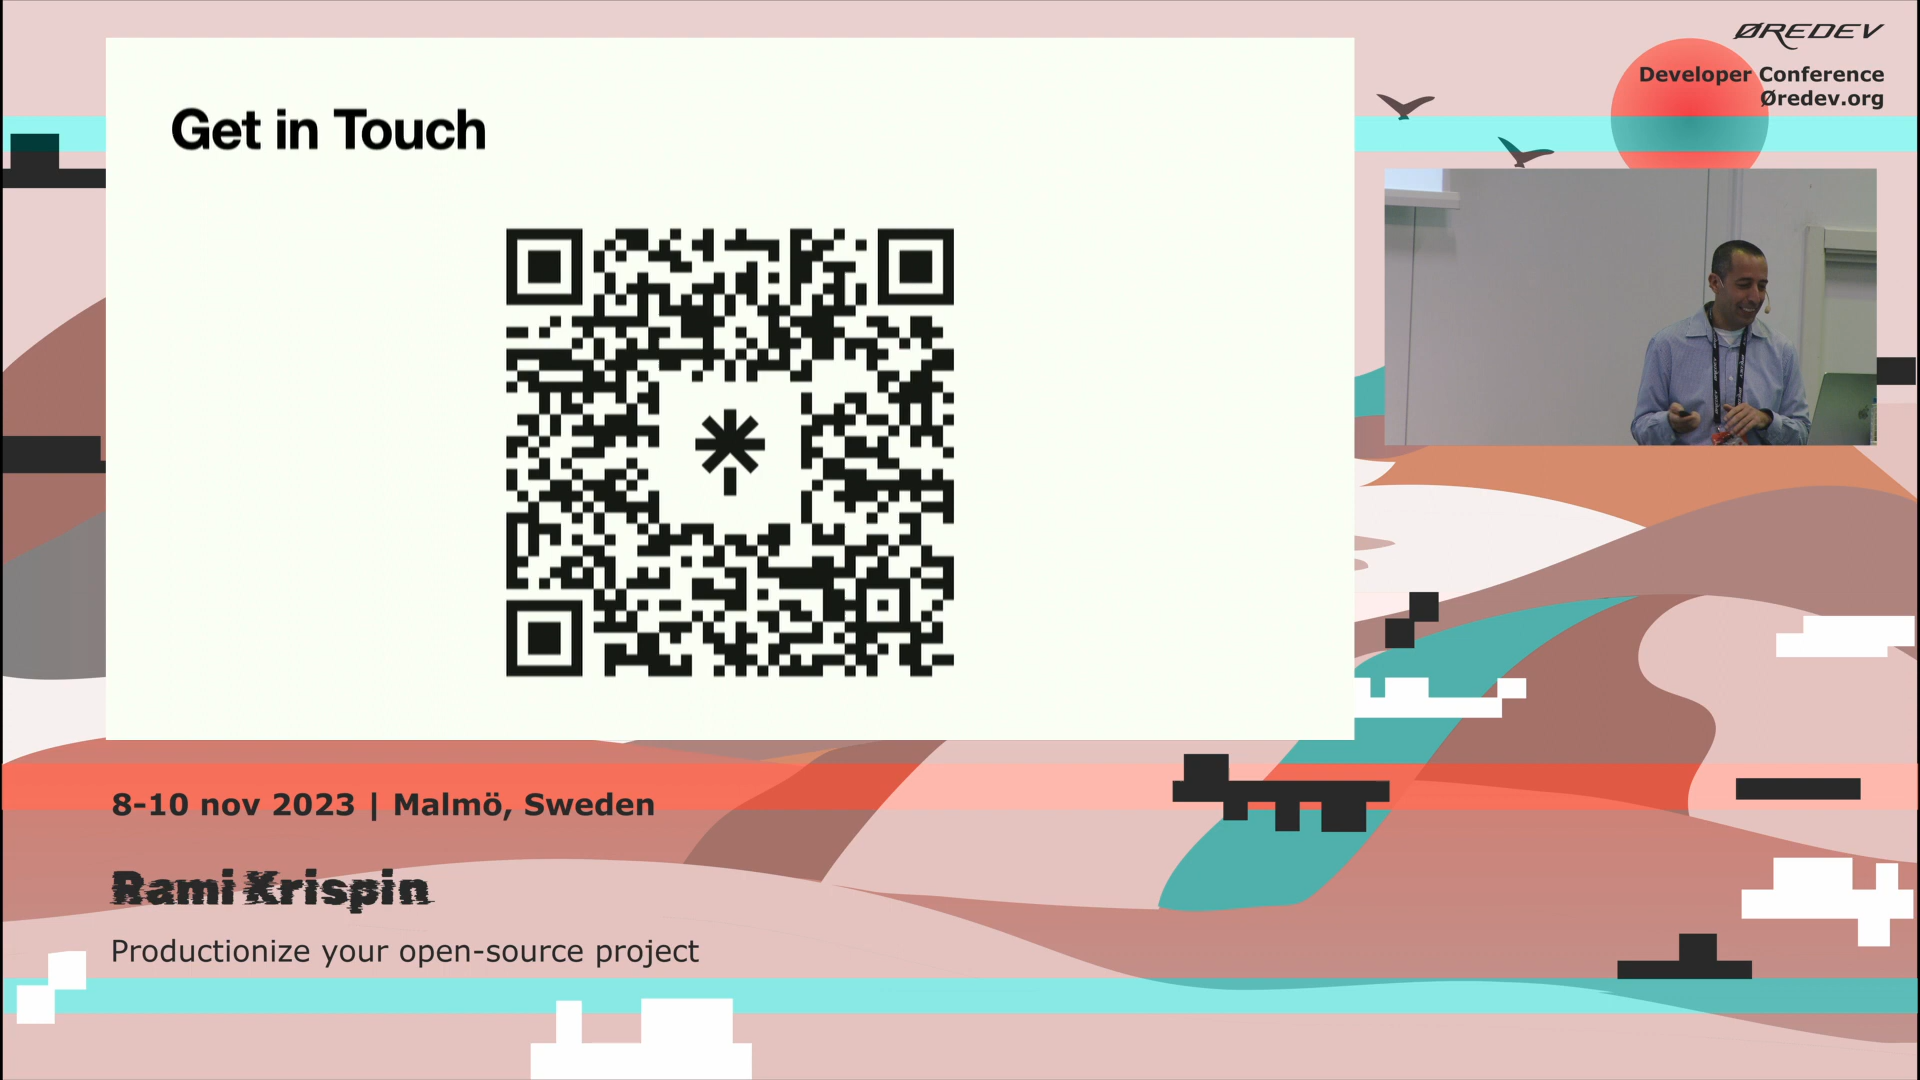 ØREDEV
Developer Conference
Øredev.org
Get in Touch
8-10 nov 2023 | Malmö, Sweden
Rami Krispin
Productionize your open-source project